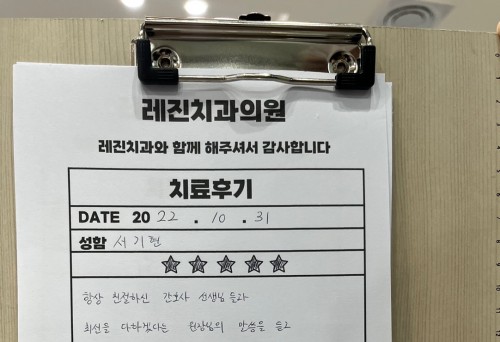 레진치과의원
레진치과와 함께 해주셔서 감사합니다
치료후기
DATE 20 22 . 10 . 31
성함 서기현
항상 친절하신 간호사 선생님들과
최선을 다하겠다는 원장님의 말씀을 듣고